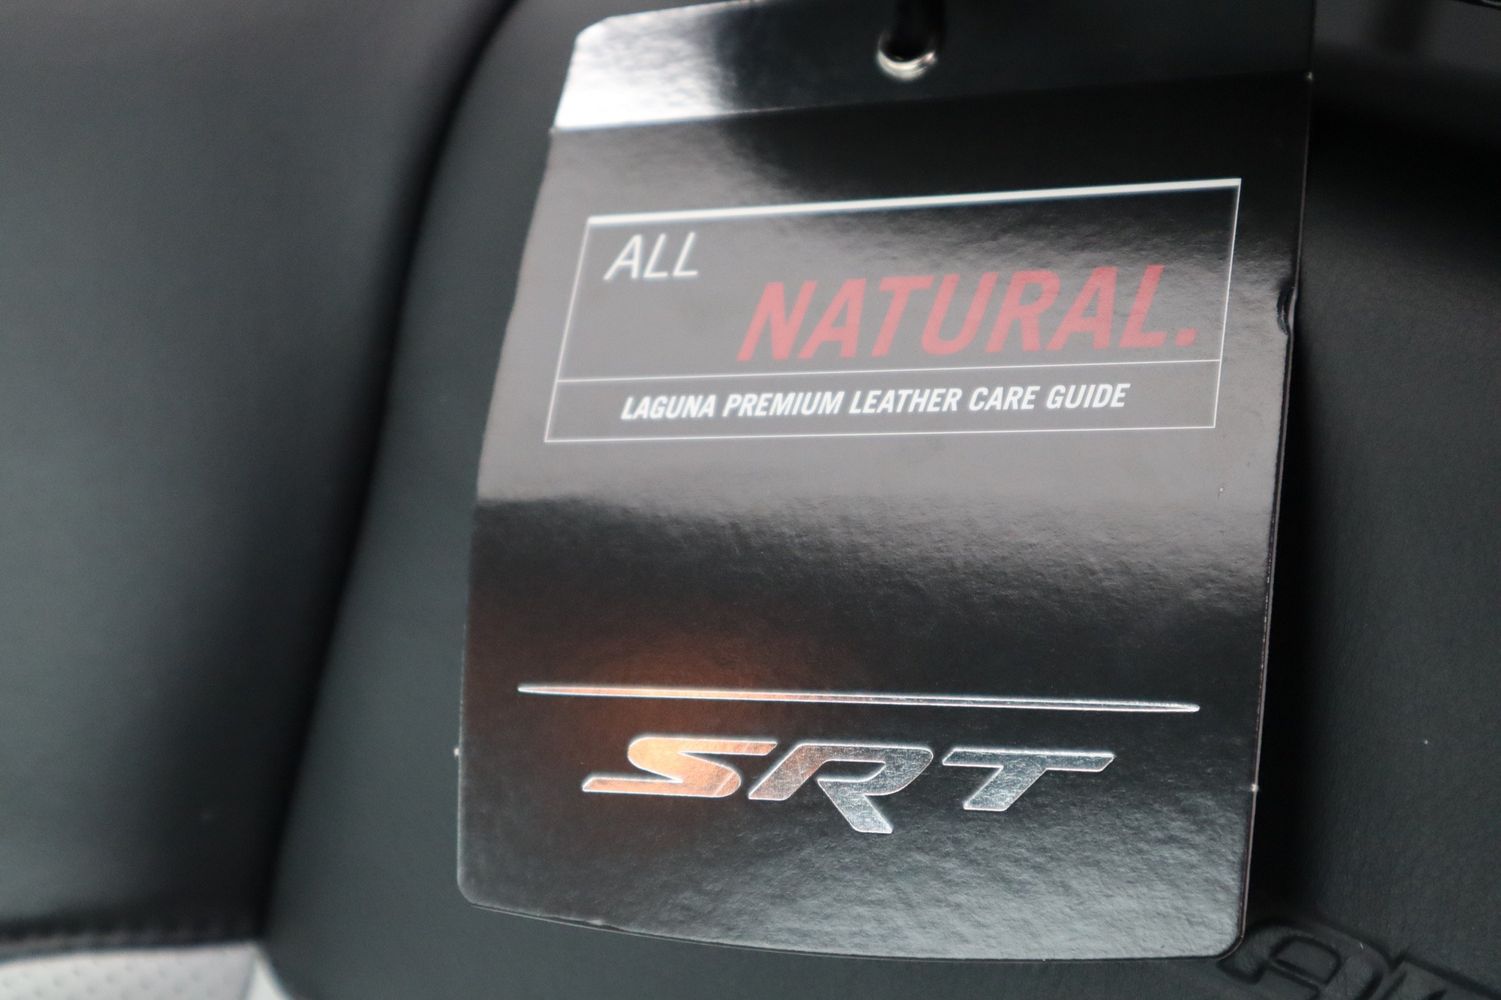 ALL
NATURAL.
LAGUNA PREMIUM LEATHER CARE GUIDE
SRT